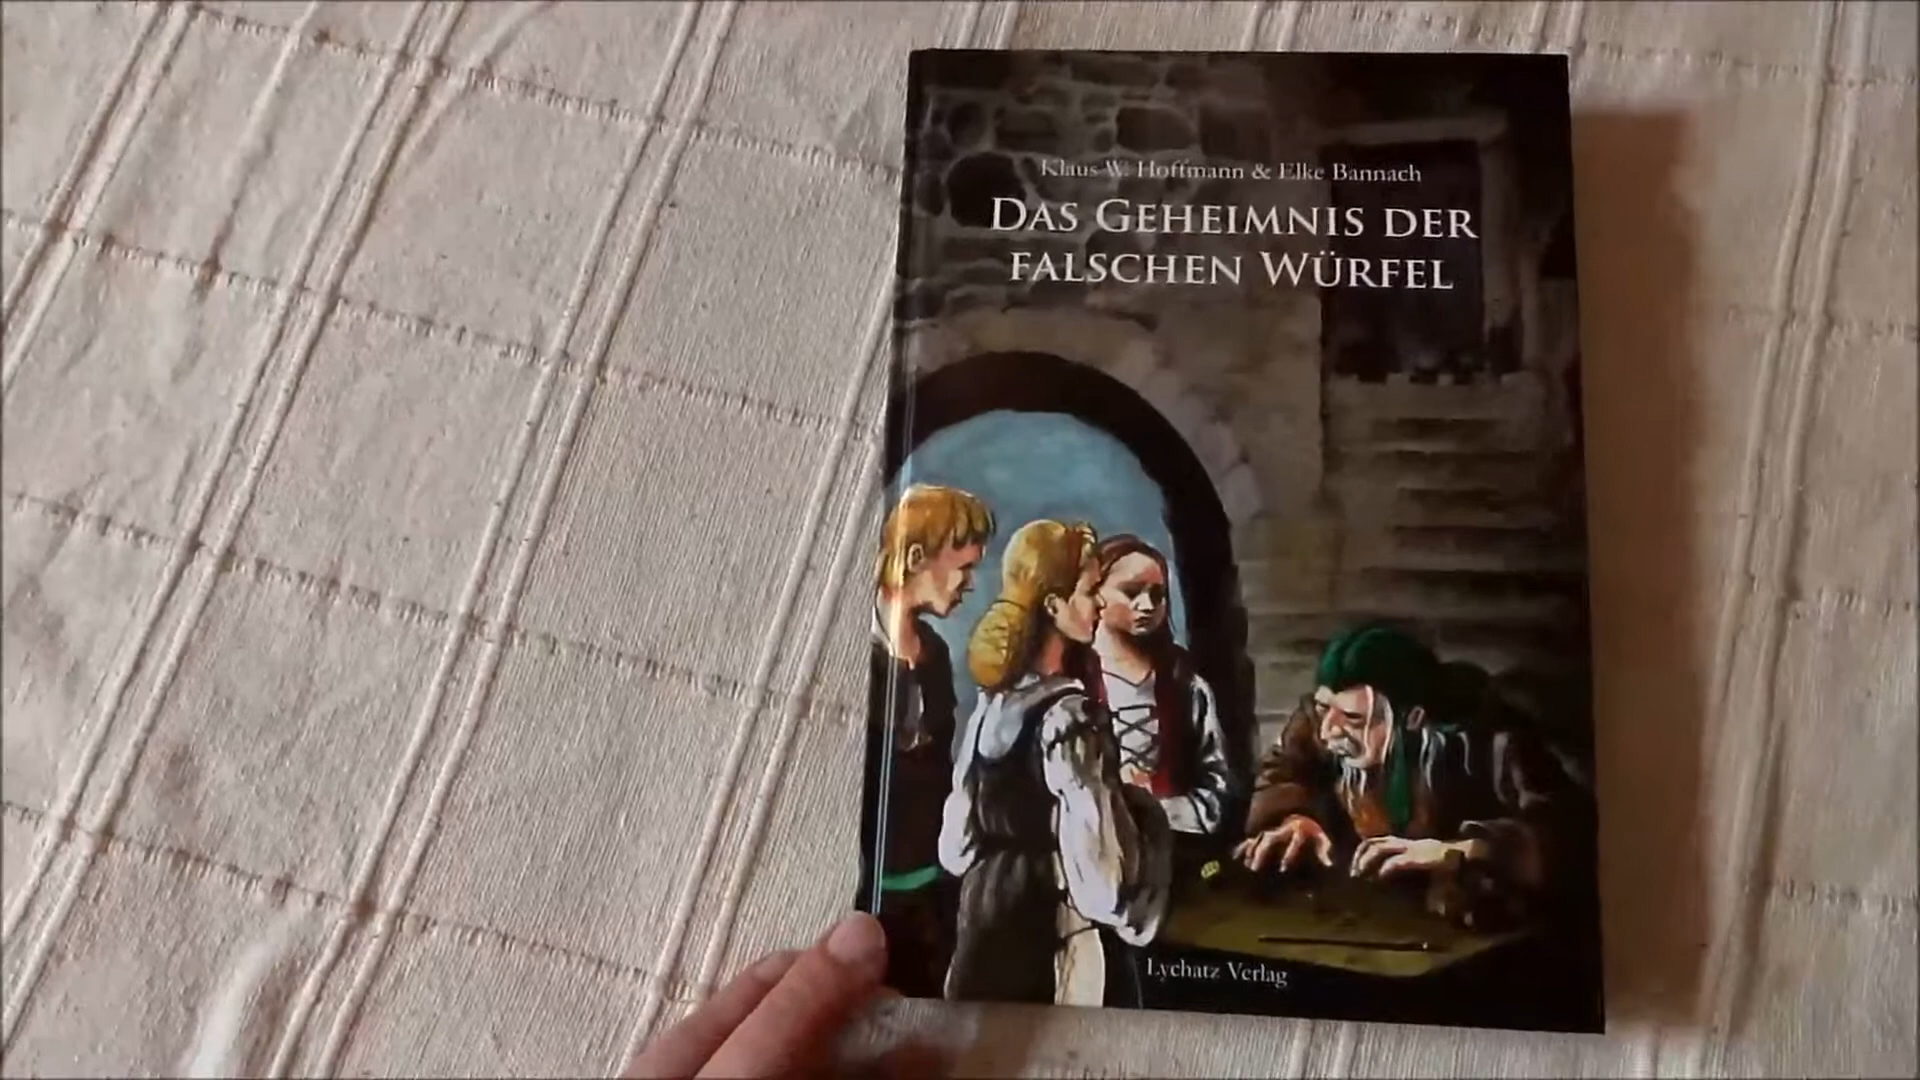 Klaus W. Hoffmann & Elke Bannach
DAS GEHEIMNIS DER
FALSCHEN WÜRFEL
Lychatz Verlag